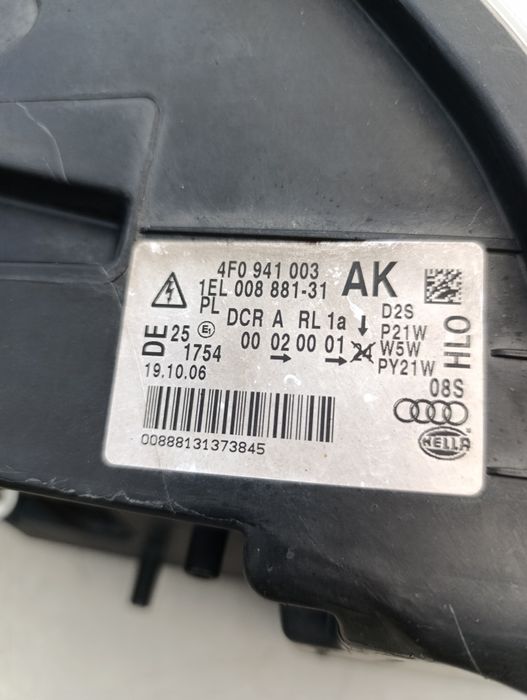 4F0 941 003 AK
1EL 008 881-31
PL DCR A RL 1a D2S
DE 25 E1 00 02 00 01 24 P21W
1754 W5W
19.10.06 PY21W
HLO
08S
00888131373845
HELLA